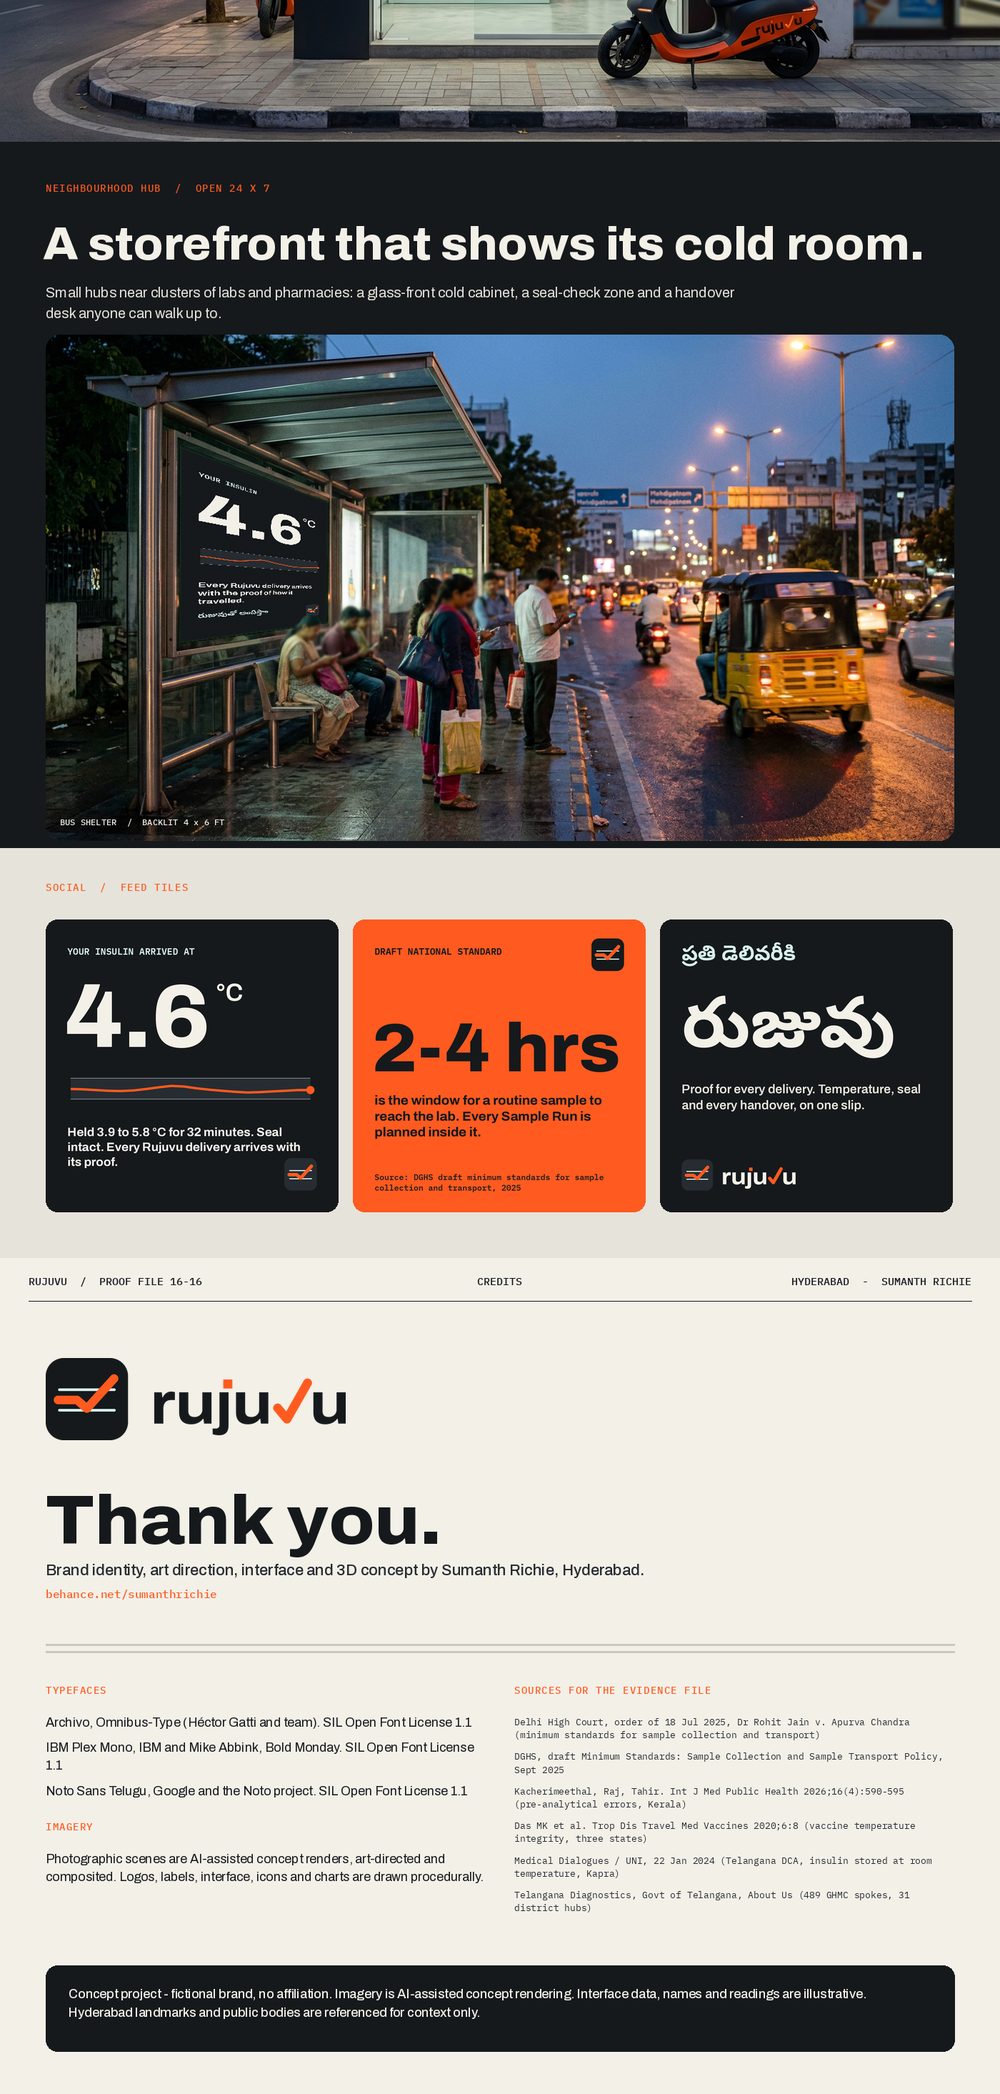 rujuvu
NEIGHBOURHOOD HUB / OPEN 24 X 7
A storefront that shows its cold room.
Small hubs near clusters of labs and pharmacies: a glass-front cold cabinet, a seal-check zone and a handover
desk anyone can walk up to.
YOUR INSULIN
4.6 °C
Every Rujuvu delivery arrives
with the proof of how it
travelled.
రుజువుతో అందిస్తాం
Mehdipatnam
Mehdipatnam
BUS SHELTER / BACKLIT 4 x 6 FT
SOCIAL / FEED TILES
YOUR INSULIN ARRIVED AT
4.6 °C
Held 3.9 to 5.8 °C for 32 minutes. Seal
intact. Every Rujuvu delivery arrives with
its proof.
DRAFT NATIONAL STANDARD
2-4 hrs
is the window for a routine sample to
reach the lab. Every Sample Run is
planned inside it.
Source: DGHS draft minimum standards for sample
collection and transport, 2025
ప్రతి డెలివరీకి
రుజువు
Proof for every delivery. Temperature, seal
and every handover, on one slip.
rujuvu
RUJUVU / PROOF FILE 16-16
CREDITS
HYDERABAD - SUMANTH RICHIE
rujuvu
Thank you.
Brand identity, art direction, interface and 3D concept by Sumanth Richie, Hyderabad.
behance.net/sumanthrichie
TYPEFACES
Archivo, Omnibus-Type (Héctor Gatti and team). SIL Open Font License 1.1
IBM Plex Mono, IBM and Mike Abbink, Bold Monday. SIL Open Font License
1.1
Noto Sans Telugu, Google and the Noto project. SIL Open Font License 1.1
IMAGERY
Photographic scenes are AI-assisted concept renders, art-directed and
composited. Logos, labels, interface, icons and charts are drawn procedurally.
SOURCES FOR THE EVIDENCE FILE
Delhi High Court, order of 18 Jul 2025, Dr Rohit Jain v. Apurva Chandra
(minimum standards for sample collection and transport)
DGHS, draft Minimum Standards: Sample Collection and Sample Transport Policy,
Sept 2025
Kacherimeethal, Raj, Tahir. Int J Med Public Health 2026;16(4):590-595
(pre-analytical errors, Kerala)
Das MK et al. Trop Dis Travel Med Vaccines 2020;6:8 (vaccine temperature
integrity, three states)
Medical Dialogues / UNI, 22 Jan 2024 (Telangana DCA, insulin stored at room
temperature, Kapra)
Telangana Diagnostics, Govt of Telangana, About Us (489 GHMC spokes, 31
district hubs)
Concept project - fictional brand, no affiliation. Imagery is AI-assisted concept rendering. Interface data, names and readings are illustrative.
Hyderabad landmarks and public bodies are referenced for context only.